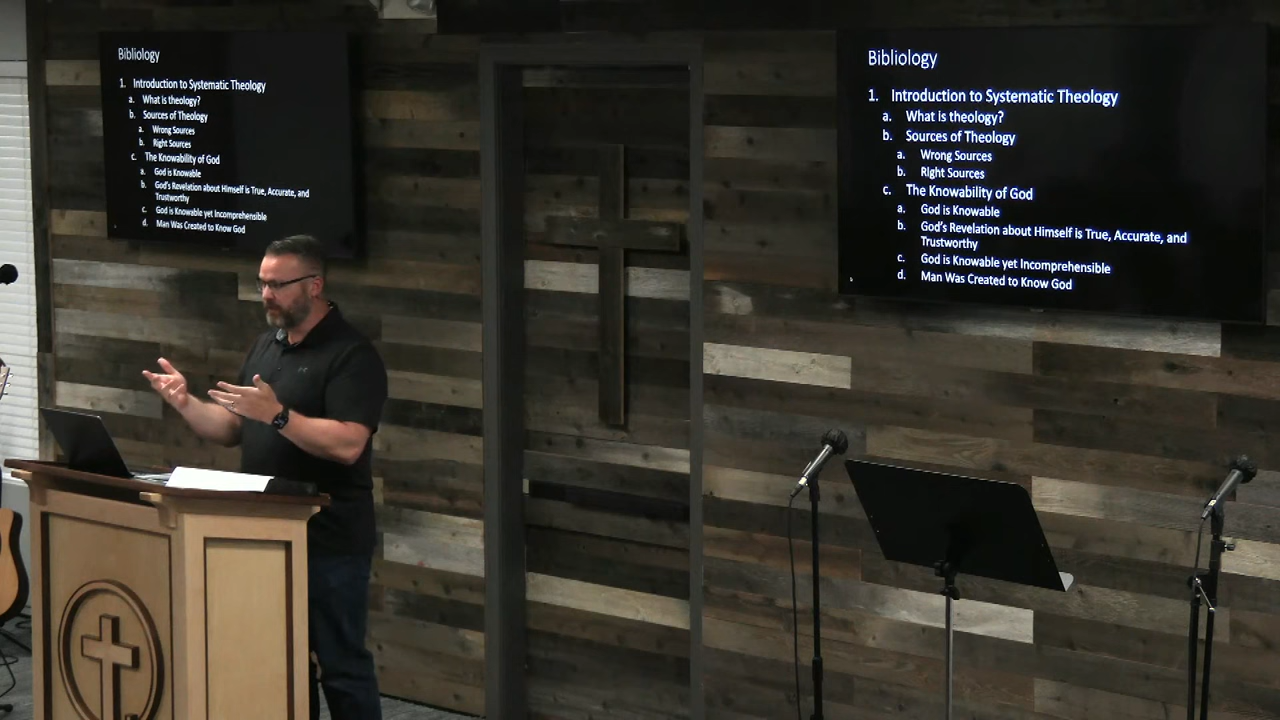 Bibliology
1. Introduction to Systematic Theology
a. What is theology?
b. Sources of Theology
a. Wrong Sources
b. Right Sources
c. The Knowability of God
a. God is Knowable
b. God's Revelation about Himself is True, Accurate, and
Trustworthy
c. God is Knowable yet Incomprehensible
d. Man Was Created to Know God
Bibliology
1. Introduction to Systematic Theology
a. What is theology?
b. Sources of Theology
a. Wrong Sources
b. Right Sources
c. The Knowability of God
a. God is Knowable
b. God's Revelation about Himself is True, Accurate, and
Trustworthy
c. God is Knowable yet Incomprehensible
d. Man Was Created to Know God